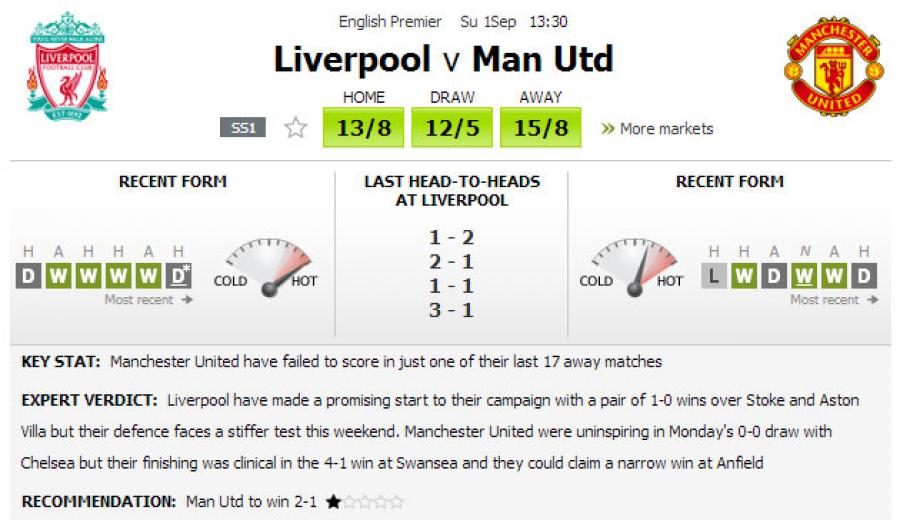 English Premier Su 1Sep 13:30
Liverpool v Man Utd
YOU'LL NEVER WALK ALONE
LIVERPOOL
FOOTBALL CLUB
EST·1892
MANCHESTER
UNITED
HOME DRAW AWAY
SS1 13/8 12/5 15/8 » More markets
RECENT FORM
H A H H A H
D W W W W D*
Most recent →
COLD HOT
LAST HEAD-TO-HEADS
AT LIVERPOOL
1 - 2
2 - 1
1 - 1
3 - 1
RECENT FORM
COLD HOT
H H A N A H
L W D W W D
Most recent →
KEY STAT: Manchester United have failed to score in just one of their last 17 away matches
EXPERT VERDICT: Liverpool have made a promising start to their campaign with a pair of 1-0 wins over Stoke and Aston
Villa but their defence faces a stiffer test this weekend. Manchester United were uninspiring in Monday's 0-0 draw with
Chelsea but their finishing was clinical in the 4-1 win at Swansea and they could claim a narrow win at Anfield
RECOMMENDATION: Man Utd to win 2-1 ★☆☆☆☆